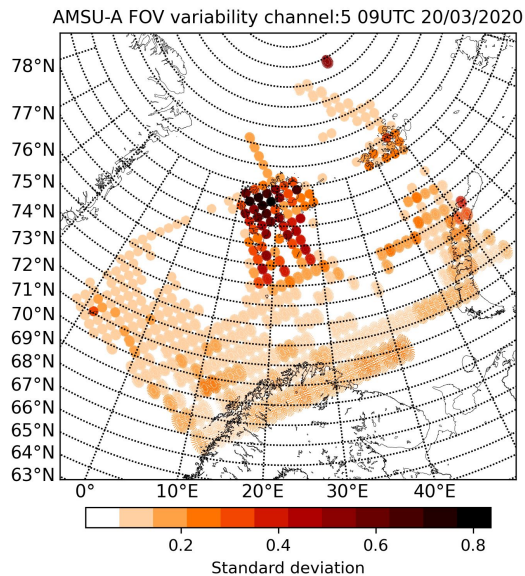 AMSU-A FOV variability channel:5 09UTC 20/03/2020
78°N
77°N
76°N
75°N
74°N
73°N
72°N
71°N
70°N
69°N
68°N
67°N
66°N
65°N
64°N
63°N
0° 10°E 20°E 30°E 40°E
0.2 0.4 0.6 0.8
Standard deviation